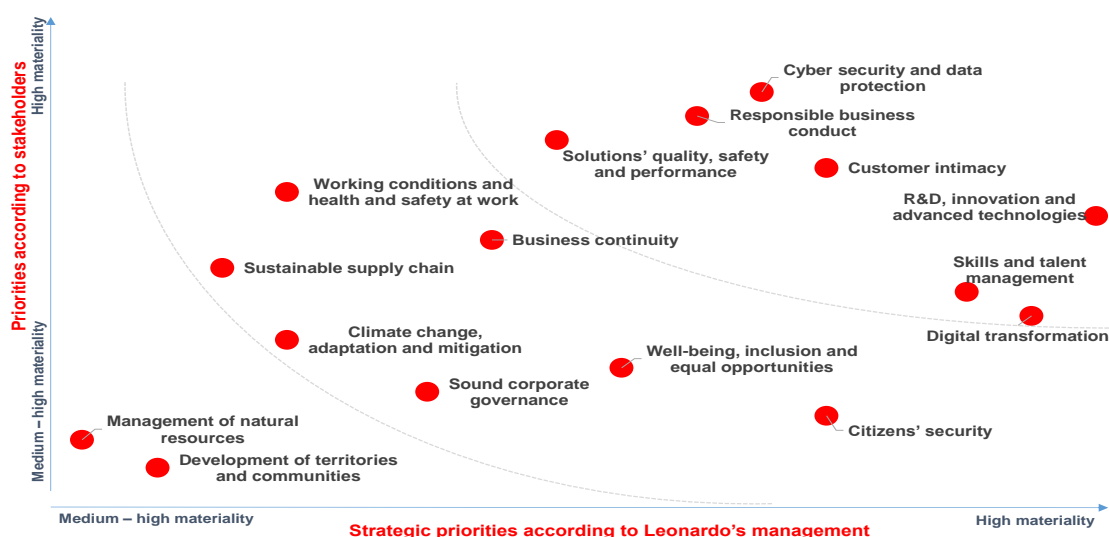 Priorities according to stakeholders
High materiality
Medium – high materiality
Cyber security and data
protection
Responsible business
conduct
Solutions' quality, safety
and performance
Customer intimacy
Working conditions and
health and safety at work
R&D, innovation and
advanced technologies
Business continuity
Sustainable supply chain
Skills and talent
management
Digital transformation
Climate change,
adaptation and mitigation
Well-being, inclusion and
equal opportunities
Sound corporate
governance
Citizens' security
Management of natural
resources
Development of territories
and communities
Medium – high materiality
High materiality
Strategic priorities according to Leonardo's management